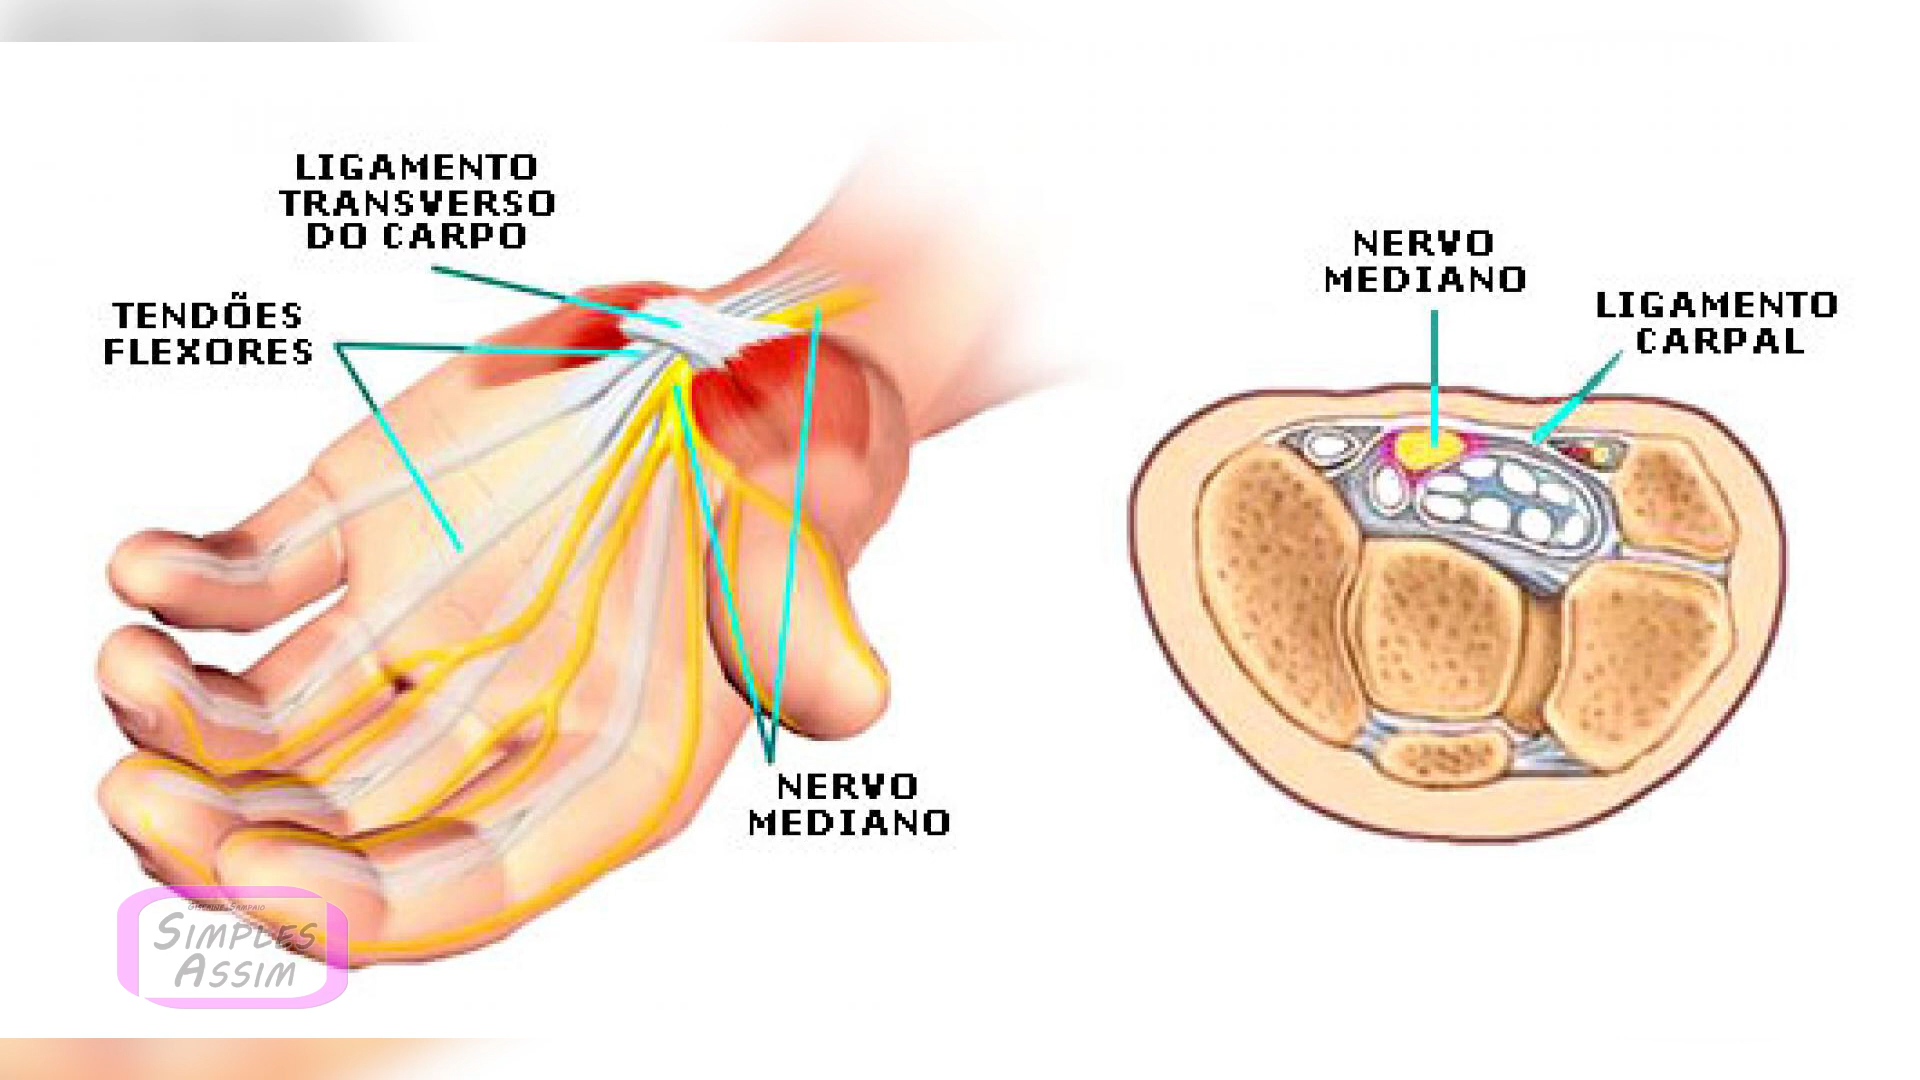 LIGAMENTO
TRANSVERSO
DO CARPO
TENDÕES
FLEXORES
NERVO
MEDIANO
NERVO
MEDIANO
LIGAMENTO
CARPAL
SIMPLES
ASSIM